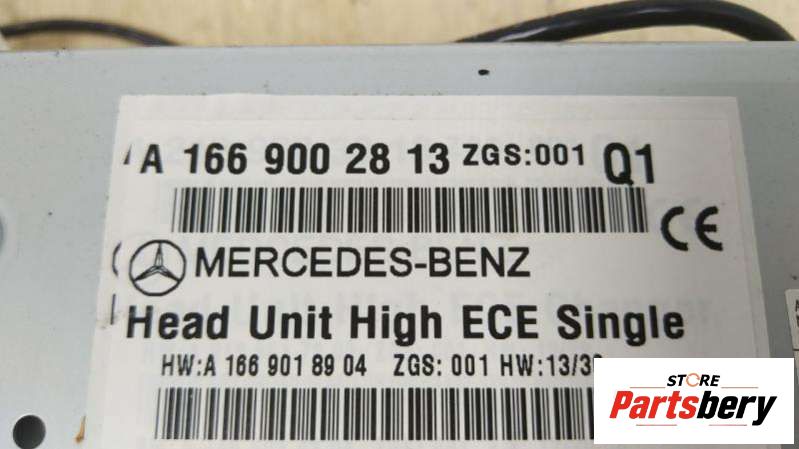 A 166 900 28 13 ZGS:001 Q1
CE
MERCEDES-BENZ
Head Unit High ECE Single
HW:A 166 901 89 04 ZGS: 001 HW:13/
STORE
Partsbery